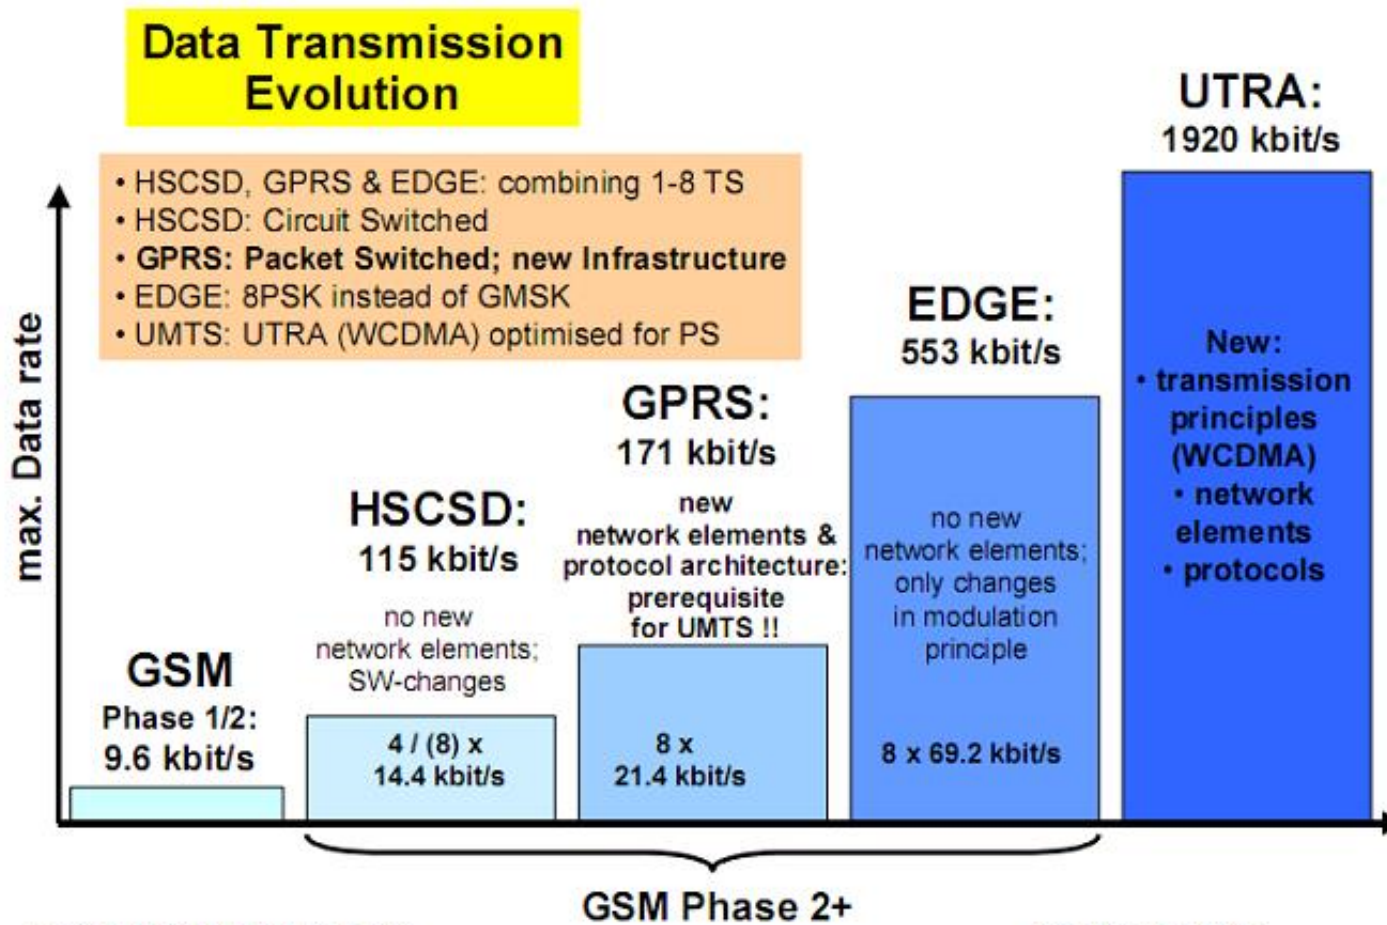 Data Transmission
Evolution
• HSCSD, GPRS & EDGE: combining 1-8 TS
• HSCSD: Circuit Switched
• GPRS: Packet Switched; new Infrastructure
• EDGE: 8PSK instead of GMSK
• UMTS: UTRA (WCDMA) optimised for PS
max. Data rate
GSM
Phase 1/2:
9.6 kbit/s
HSCSD:
115 kbit/s
no new
network elements;
SW-changes
4 / (8) x
14.4 kbit/s
GPRS:
171 kbit/s
new
network elements &
protocol architecture:
prerequisite
for UMTS !!
8 x
21.4 kbit/s
EDGE:
553 kbit/s
no new
network elements;
only changes
in modulation
principle
8 x 69.2 kbit/s
UTRA:
1920 kbit/s
New:
• transmission
principles
(WCDMA)
• network
elements
• protocols
GSM Phase 2+